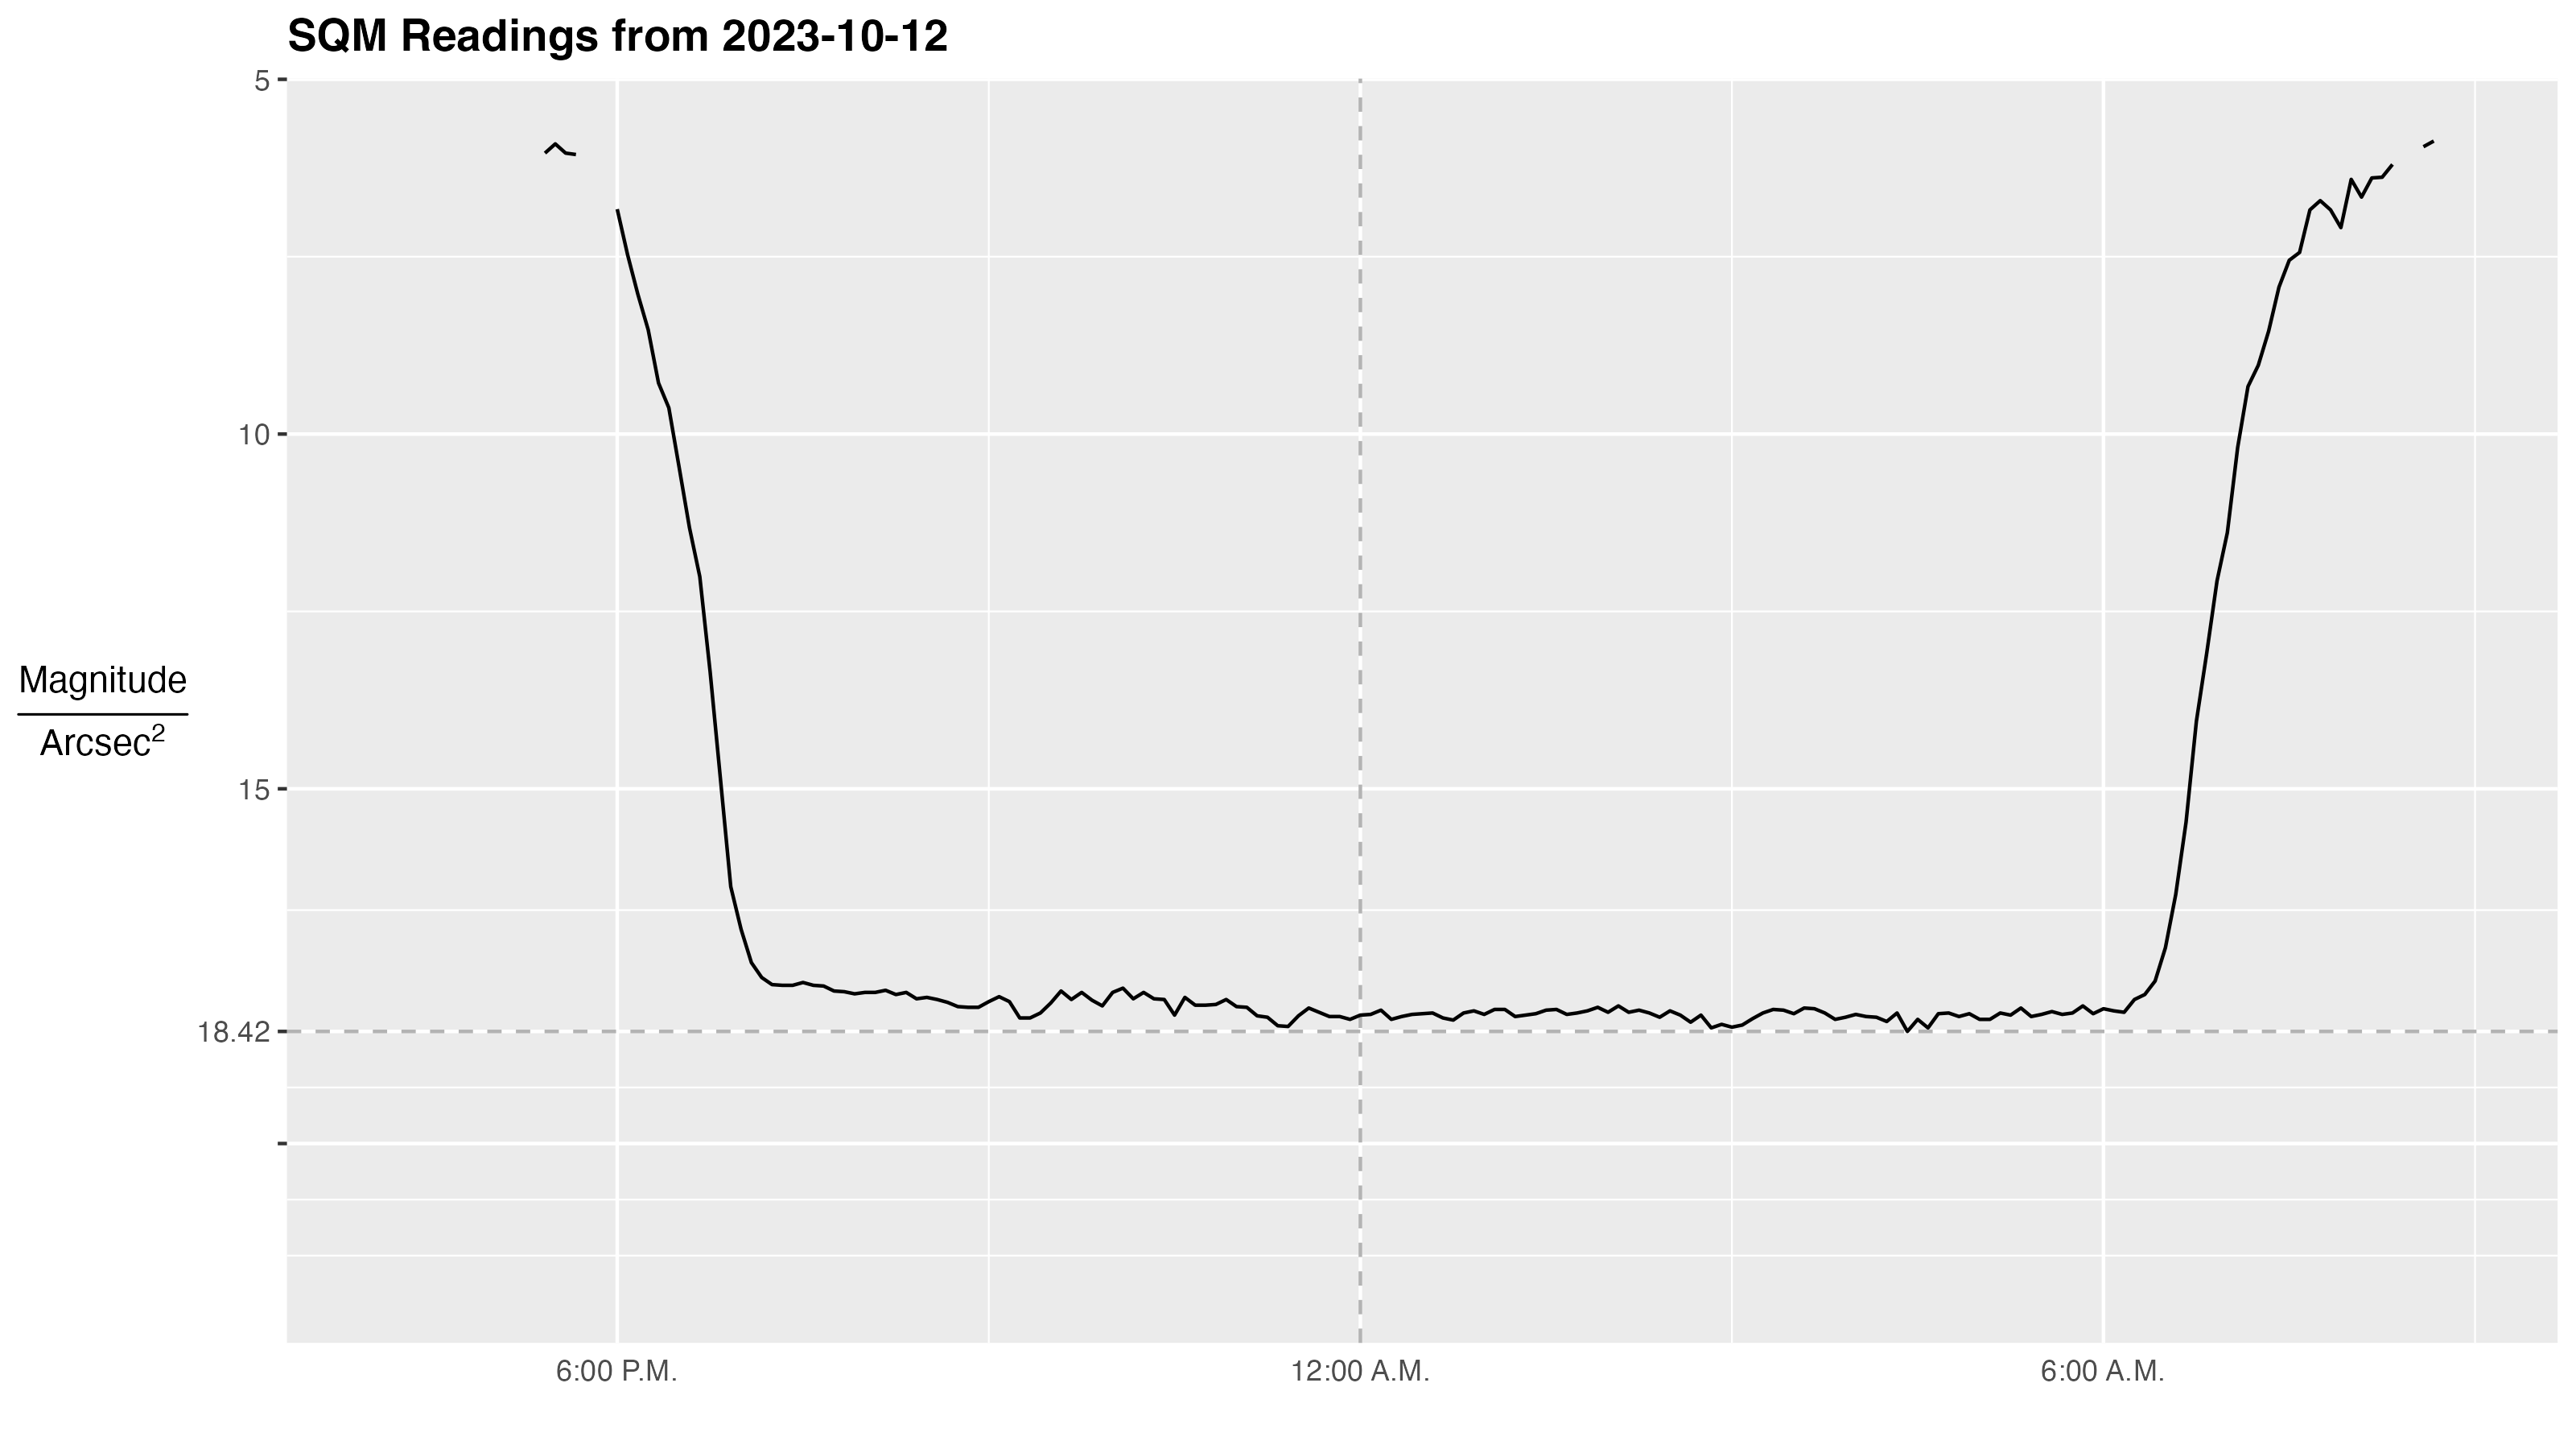 SQM Readings from 2023-10-12
5
10
15
18.42
Magnitude
Arcsec²
6:00 P.M.
12:00 A.M.
6:00 A.M.